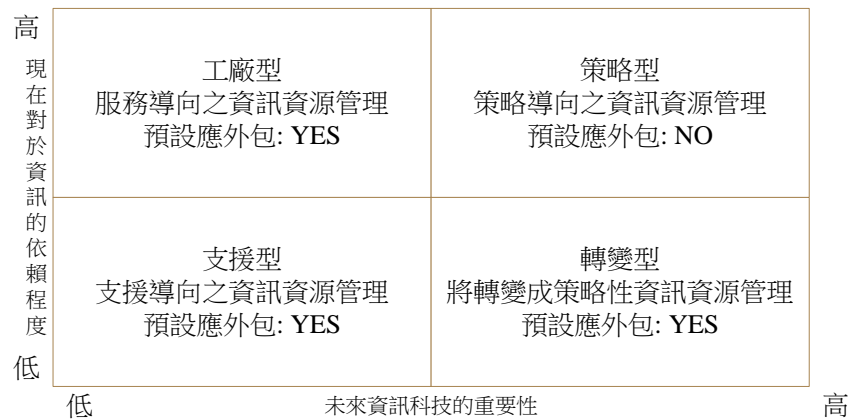 高
現在對於資訊的依賴程度
工廠型
服務導向之資訊資源管理
預設應外包: YES
策略型
策略導向之資訊資源管理
預設應外包: NO
支援型
支援導向之資訊資源管理
預設應外包: YES
轉變型
將轉變成策略性資訊資源管理
預設應外包: YES
低
低
未來資訊科技的重要性
高